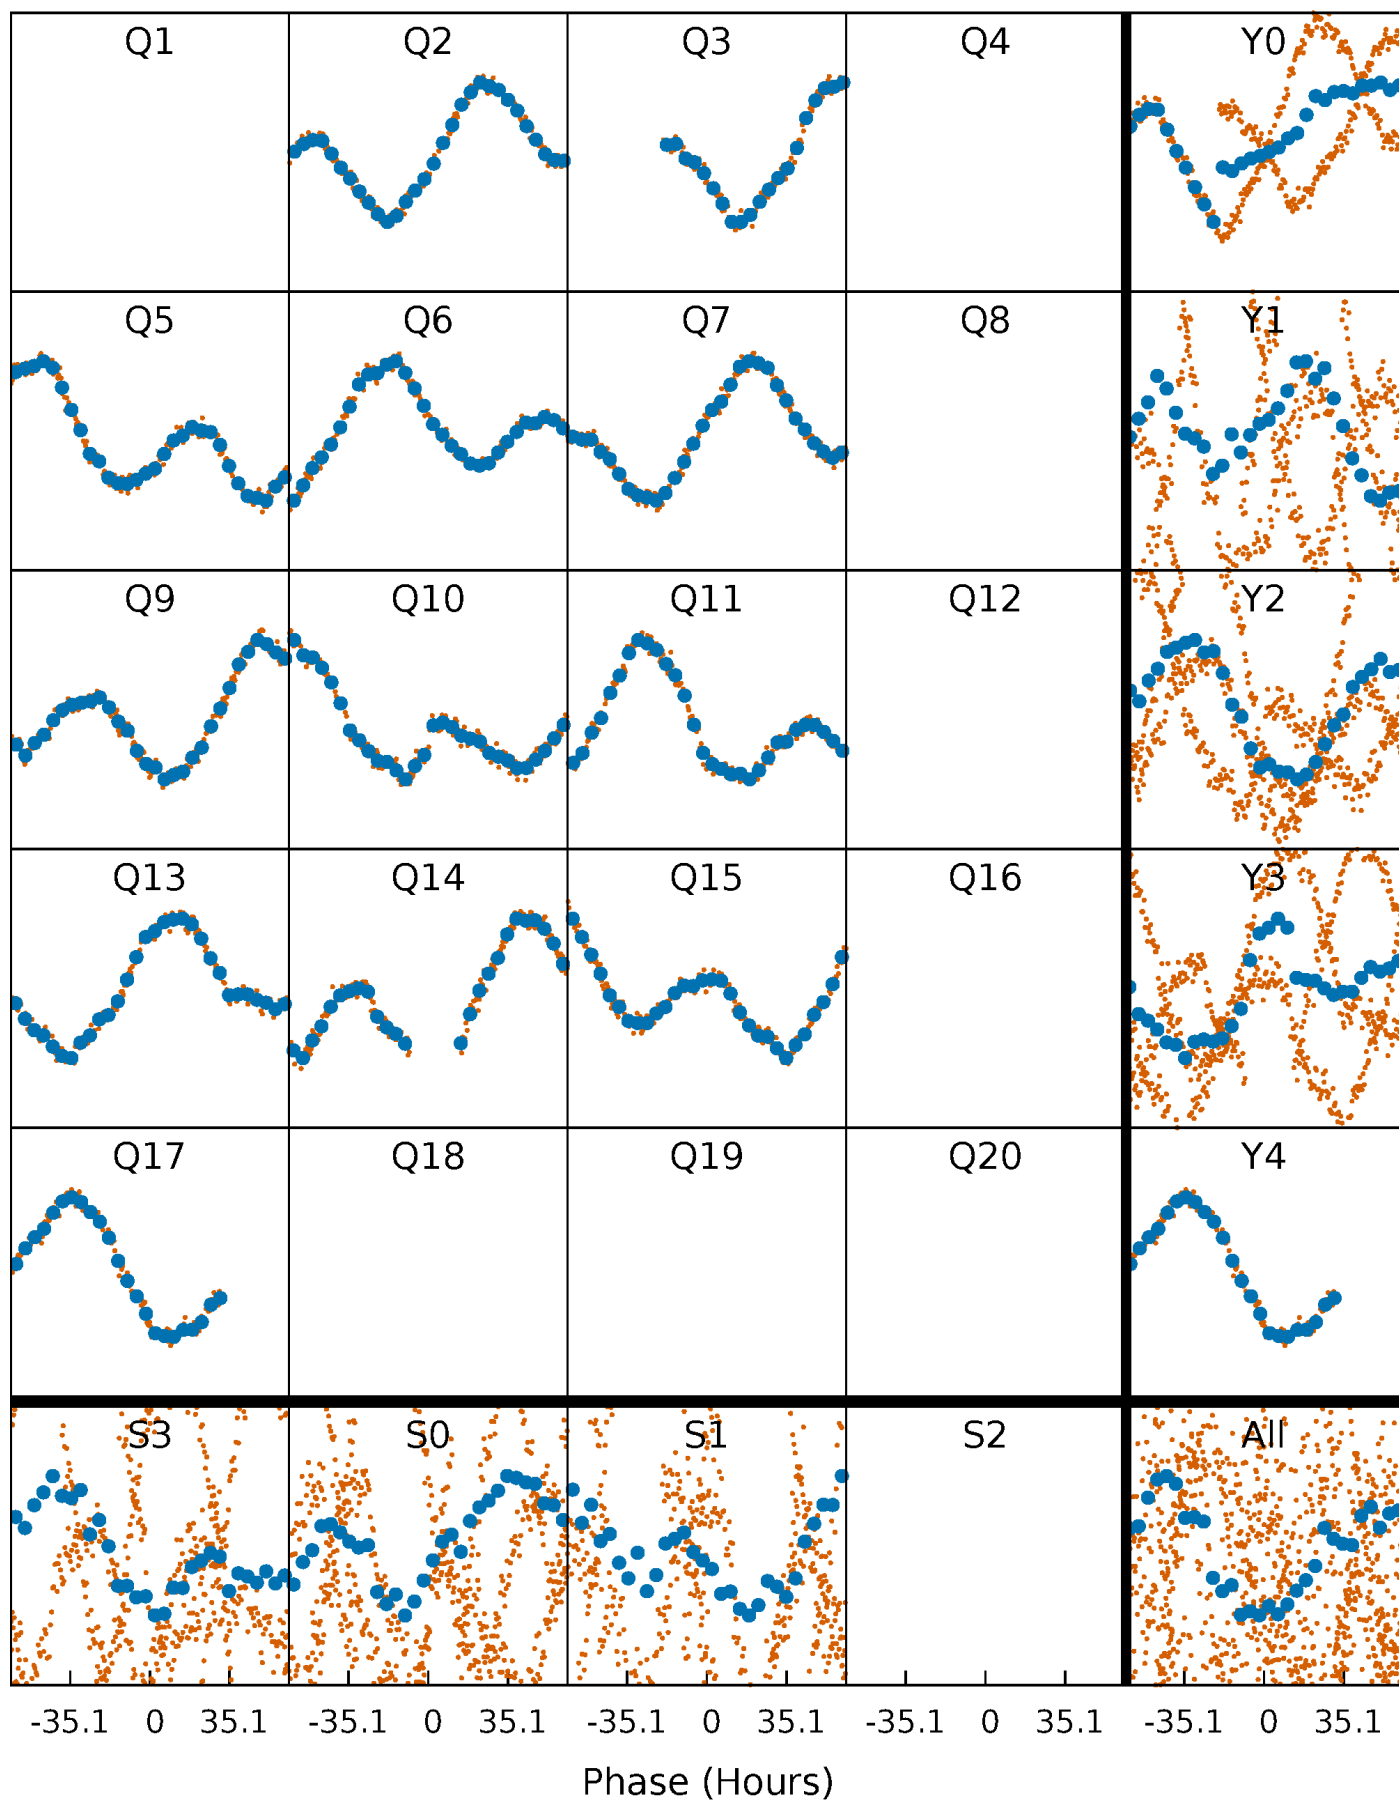 Q1 Q2 Q3 Q4 Y0
Q5 Q6 Q7 Q8 Y1
Q9 Q10 Q11 Q12 Y2
Q13 Q14 Q15 Q16 Y3
Q17 Q18 Q19 Q20 Y4
S3 S0 S1 S2 All
-35.1 0 35.1 -35.1 0 35.1 -35.1 0 35.1 -35.1 0 35.1 -35.1 0 35.1
Phase (Hours)